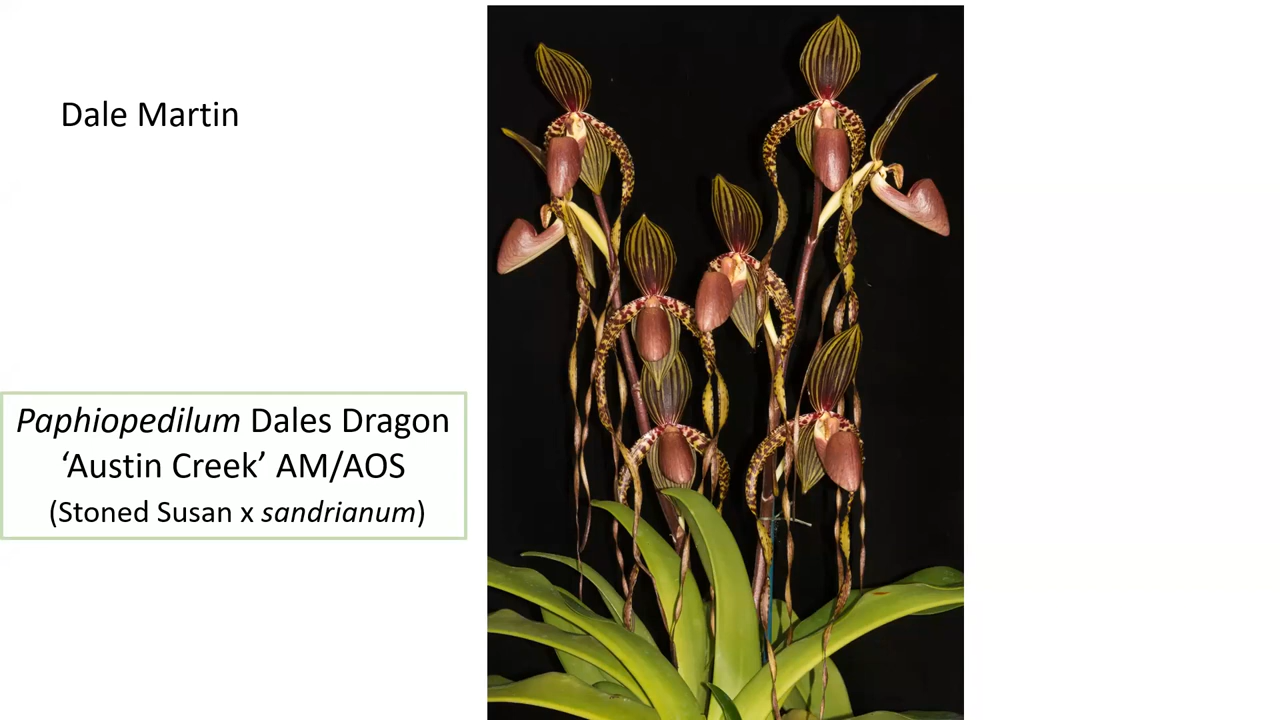 Dale Martin
Paphiopedilum Dales Dragon
‘Austin Creek’ AM/AOS
(Stoned Susan x sandrianum)